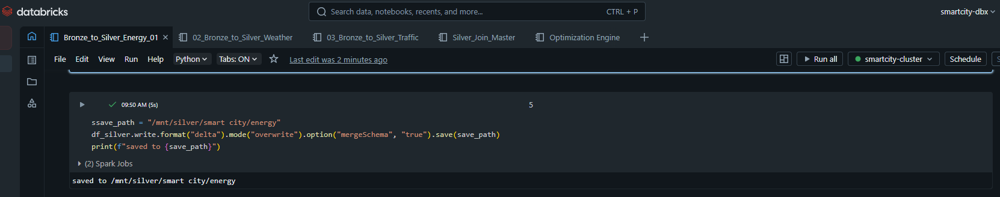 databricks
Search data, notebooks, recents, and more... CTRL + P
smartcity-dbx
Bronze_to_Silver_Energy_01
02_Bronze_to_Silver_Weather
03_Bronze_to_Silver_Traffic
Silver_Join_Master
Optimization Engine
File Edit View Run Help Python Tabs: ON Last edit was 2 minutes ago Run all smartcity-cluster Schedule S
09:50 AM (5s) 5
ssave_path = "/mnt/silver/smart city/energy"
df_silver.write.format("delta").mode("overwrite").option("mergeSchema", "true").save(save_path)
print(f"saved to {save_path}")
(2) Spark Jobs
saved to /mnt/silver/smart city/energy